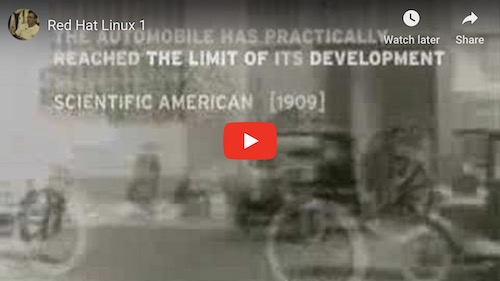 Red Hat Linux 1
Watch later
Share
THE AUTOMOBILE HAS PRACTICALLY
REACHED THE LIMIT OF ITS DEVELOPMENT
SCIENTIFIC AMERICAN [1909]